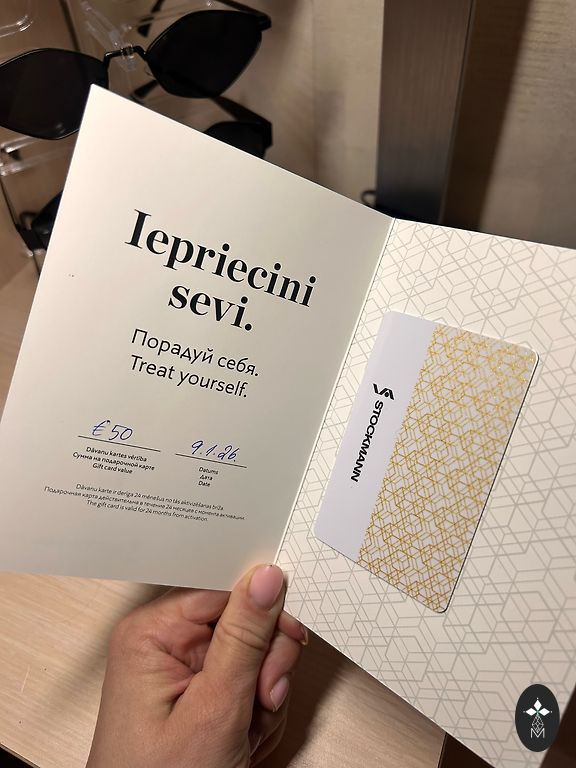 Iepriecini
sevi.
Порадуй себя.
Treat yourself.
€50
Dāvanu kartes vērtība
Сумма на подарочной карте
Gift card value
9.1.26.
Datums
Дата
Date
Dāvanu karte ir derīga 24 mēnešus no tās aktivizēšanas brīža.
Подарочная карта действительна в течение 24 месяцев с момента активации.
The gift card is valid for 24 months from activation.
STOCKMANN
M